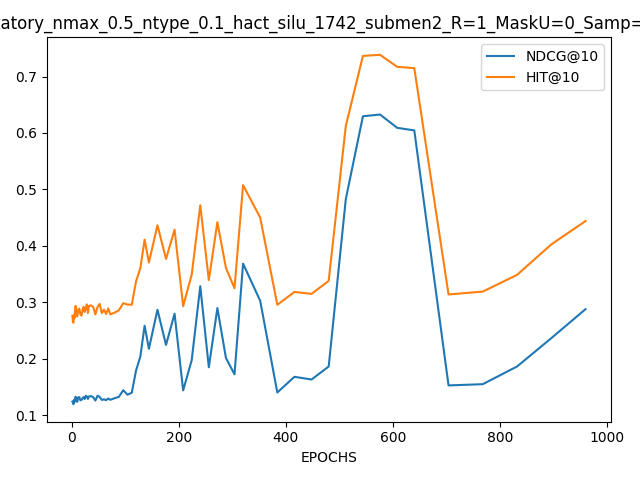 atory_nmax_0.5_ntype_0.1_hact_silu_1742_submen2_R=1_MaskU=0_Samp=
NDCG@10
HIT@10
0.7
0.6
0.5
0.4
0.3
0.2
0.1
0 200 400 600 800 1000
EPOCHS